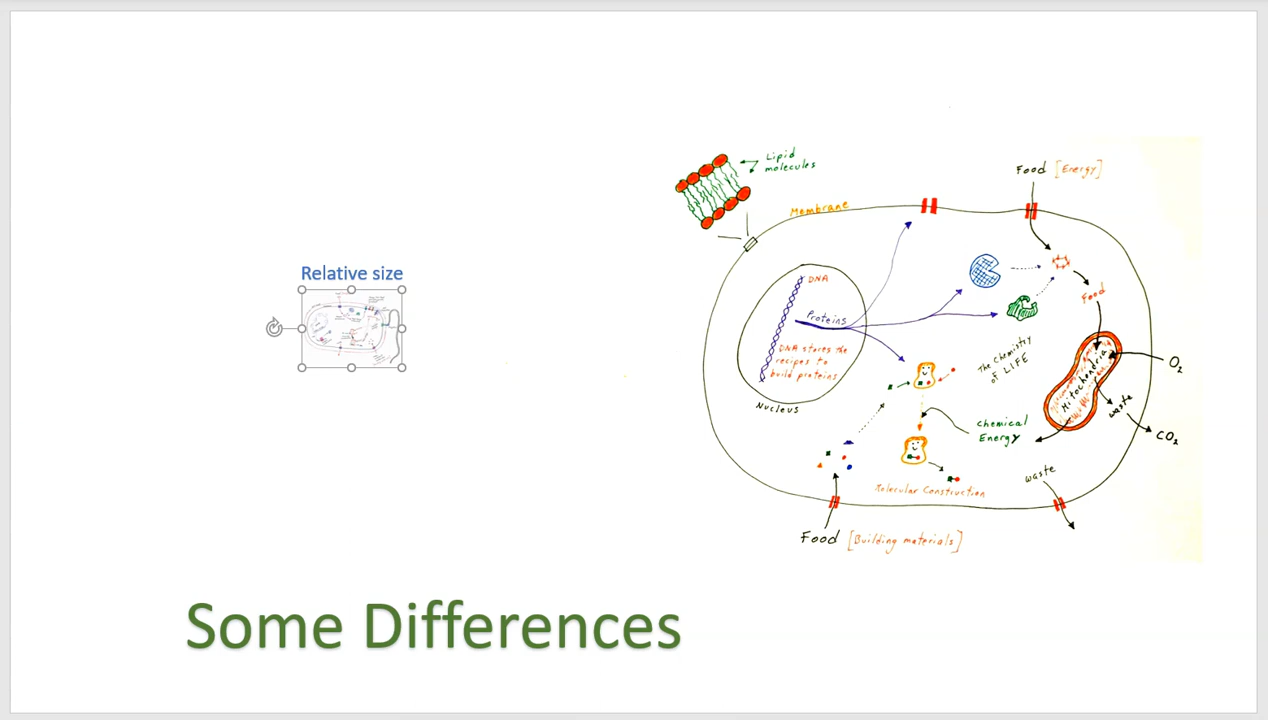 Lipid
molecules
Food [Energy]
Membrane
Relative size
DNA
Food
Proteins
DNA stores the
recipes to
build proteins
The Chemistry
of LIFE
Mitochondria
O2
Nucleus
waste
Chemical
Energy
CO2
waste
Molecular Construction
Food [Building materials]
Some Differences